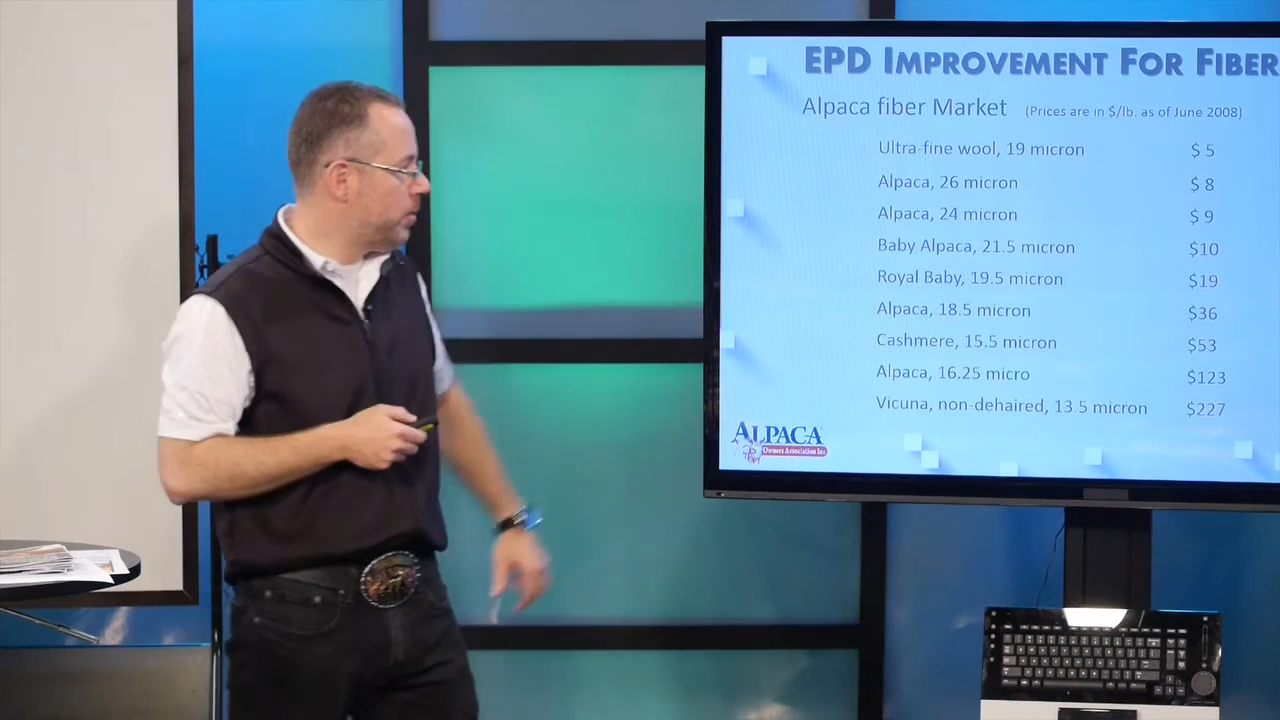 EPD IMPROVEMENT FOR FIBER
Alpaca fiber Market (Prices are in $/lb. as of June 2008)
Ultra-fine wool, 19 micron $ 5
Alpaca, 26 micron $ 8
Alpaca, 24 micron $ 9
Baby Alpaca, 21.5 micron $10
Royal Baby, 19.5 micron $19
Alpaca, 18.5 micron $36
Cashmere, 15.5 micron $53
Alpaca, 16.25 micro $123
Vicuna, non-dehaired, 13.5 micron $227
ALPACA
Owners Association Inc